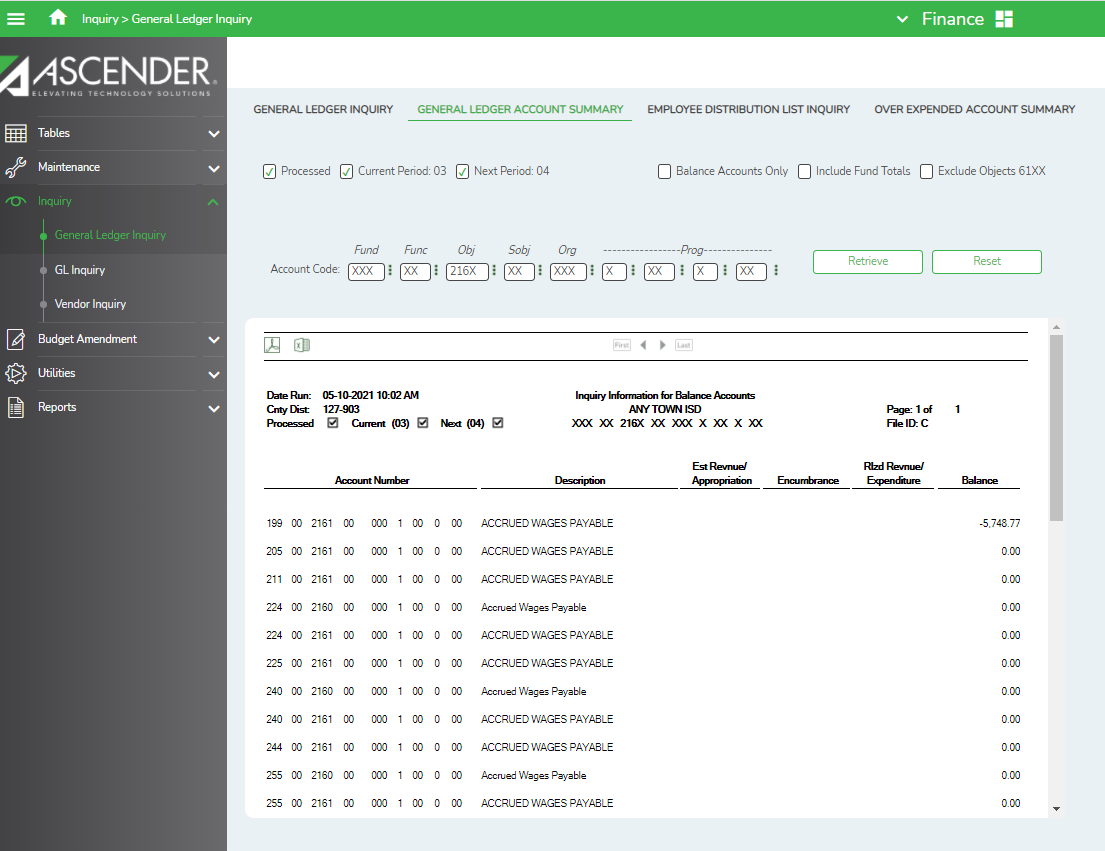 Inquiry > General Ledger Inquiry
Finance
ASCENDER
ELEVATING TECHNOLOGY SOLUTIONS
Tables
Maintenance
Inquiry
General Ledger Inquiry
GL Inquiry
Vendor Inquiry
Budget Amendment
Utilities
Reports
GENERAL LEDGER INQUIRY GENERAL LEDGER ACCOUNT SUMMARY EMPLOYEE DISTRIBUTION LIST INQUIRY OVER EXPENDED ACCOUNT SUMMARY
Processed Current Period: 03 Next Period: 04 Balance Accounts Only Include Fund Totals Exclude Objects 61XX
Fund Func Obj Sobj Org -----------------Prog---------------
Account Code: XXX XX 216X XX XXX X XX X XX Retrieve Reset
First Last
Date Run: 05-10-2021 10:02 AM Inquiry Information for Balance Accounts
Cnty Dist: 127-903 ANY TOWN ISD Page: 1 of 1
Processed Current (03) Next (04) XXX XX 216X XX XXX X XX X XX File ID: C
Est Revnue/ Rlzd Revnue/
Account Number Description Appropriation Encumbrance Expenditure Balance
199 00 2161 00 000 1 00 0 00 ACCRUED WAGES PAYABLE -5,748.77
205 00 2161 00 000 1 00 0 00 ACCRUED WAGES PAYABLE 0.00
211 00 2161 00 000 1 00 0 00 ACCRUED WAGES PAYABLE 0.00
224 00 2160 00 000 1 00 0 00 Accrued Wages Payable 0.00
224 00 2161 00 000 1 00 0 00 ACCRUED WAGES PAYABLE 0.00
225 00 2161 00 000 1 00 0 00 ACCRUED WAGES PAYABLE 0.00
240 00 2160 00 000 1 00 0 00 Accrued Wages Payable 0.00
240 00 2161 00 000 1 00 0 00 ACCRUED WAGES PAYABLE 0.00
244 00 2161 00 000 1 00 0 00 ACCRUED WAGES PAYABLE 0.00
255 00 2160 00 000 1 00 0 00 Accrued Wages Payable 0.00
255 00 2161 00 000 1 00 0 00 ACCRUED WAGES PAYABLE 0.00